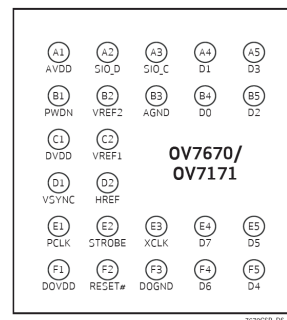 A1 A2 A3 A4 A5
AVDD SIO_D SIO_C D1 D3
B1 B2 B3 B4 B5
PWDN VREF2 AGND D0 D2
C1 C2
DVDD VREF1
OV7670/
OV7171
D1 D2
VSYNC HREF
E1 E2 E3 E4 E5
PCLK STROBE XCLK D7 D5
F1 F2 F3 F4 F5
DOVDD RESET# DOGND D6 D4